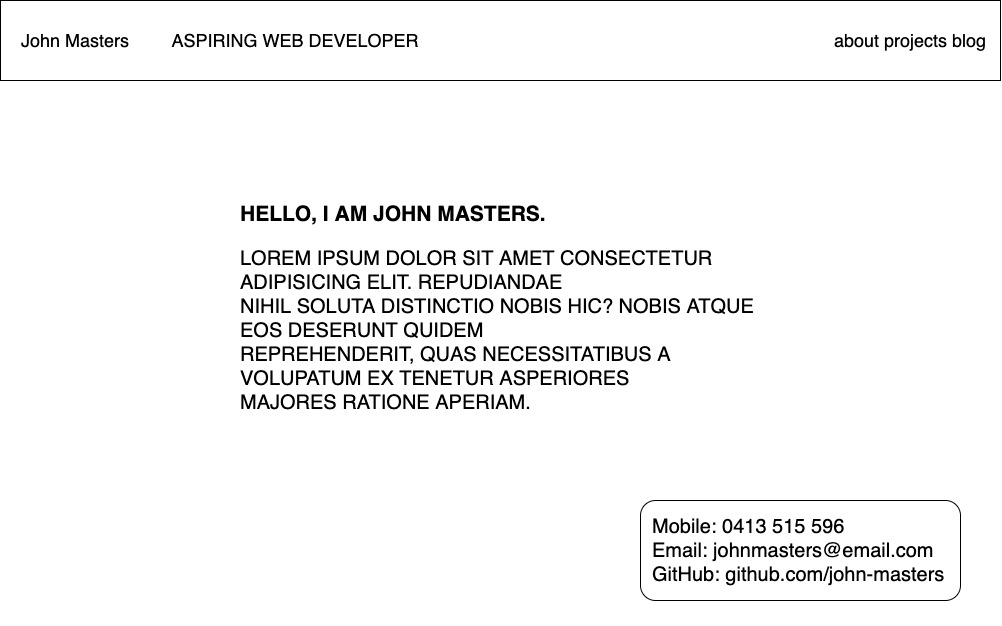 John Masters ASPIRING WEB DEVELOPER about projects blog
HELLO, I AM JOHN MASTERS.
LOREM IPSUM DOLOR SIT AMET CONSECTETUR
ADIPISICING ELIT. REPUDIANDAE
NIHIL SOLUTA DISTINCTIO NOBIS HIC? NOBIS ATQUE
EOS DESERUNT QUIDEM
REPREHENDERIT, QUAS NECESSITATIBUS A
VOLUPATUM EX TENETUR ASPERIORES
MAJORES RATIONE APERIAM.
Mobile: 0413 515 596
Email: johnmasters@email.com
GitHub: github.com/john-masters